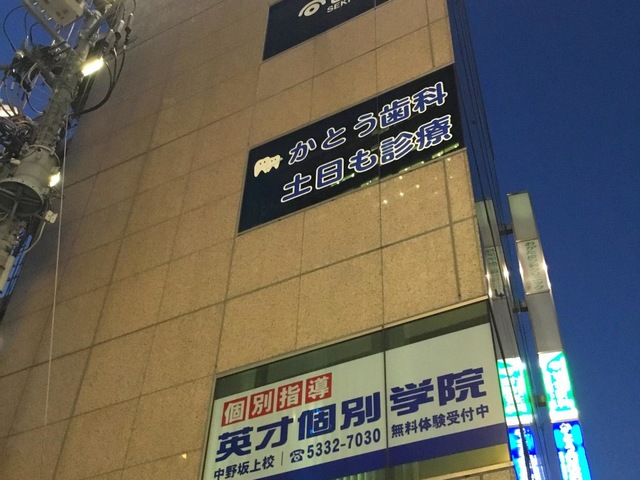 SEKI
かとう歯科
土日も診療
個別指導
英才個別学院
中野坂上校 ☎5332-7030 無料体験受付中